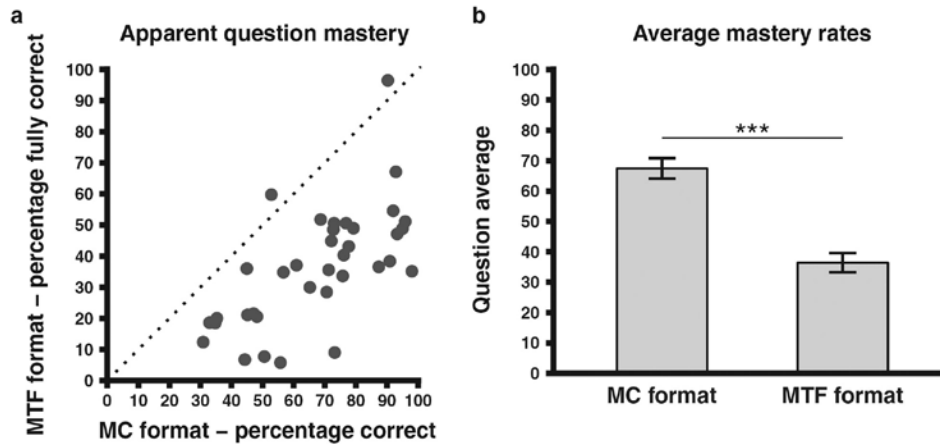 a
Apparent question mastery
MTF format – percentage fully correct
100
90
80
70
60
50
40
30
20
10
0
0 10 20 30 40 50 60 70 80 90 100
MC format – percentage correct
b
Average mastery rates
Question average
100
90
80
70
60
50
40
30
20
10
0
***
MC format MTF format